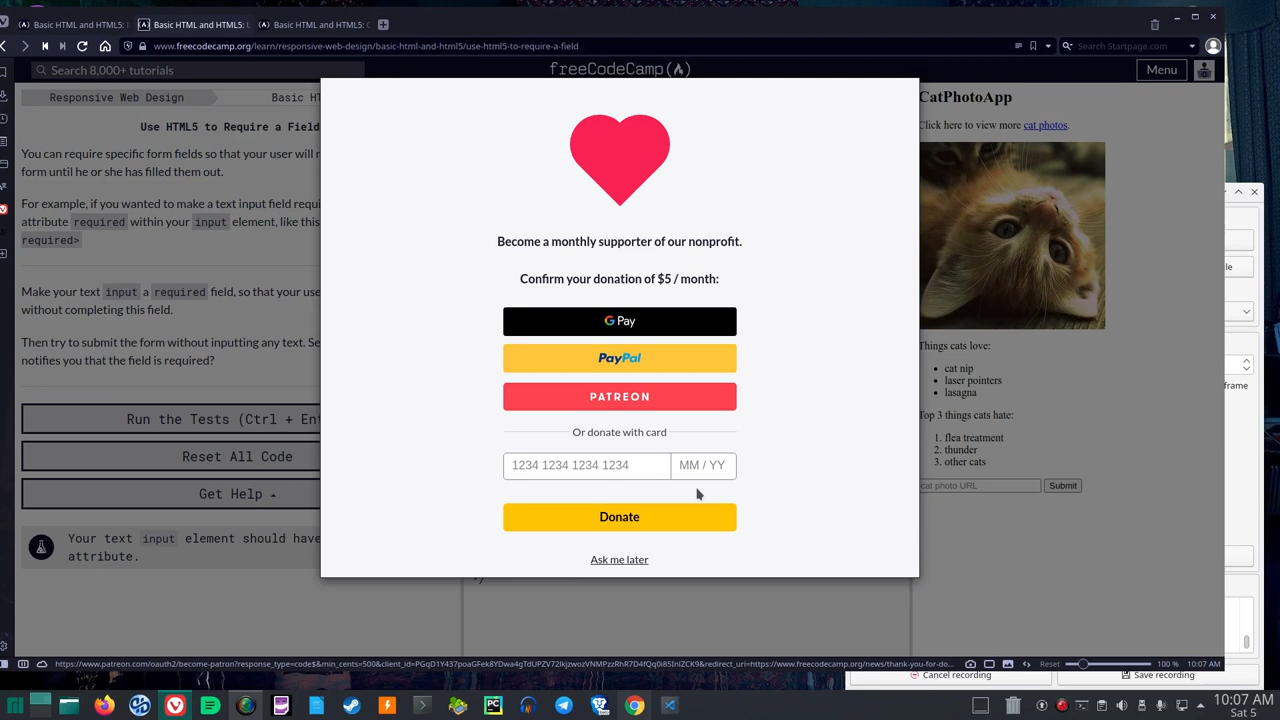 Basic HTML and HTML5:
Basic HTML and HTML5: U
Basic HTML and HTML5: C
www.freecodecamp.org/learn/responsive-web-design/basic-html-and-html5/use-html5-to-require-a-field
Search Startpage.com
Search 8,000+ tutorials
freeCodeCamp
Menu
Responsive Web Design
Basic HT
Use HTML5 to Require a Field
You can require specific form fields so that your user will
form until he or she has filled them out.
For example, if you wanted to make a text input field requi
attribute required within your input element, like this
required>
Make your text input a required field, so that your use
without completing this field.
Then try to submit the form without inputting any text. Se
notifies you that the field is required?
Run the Tests (Ctrl + Ent
Reset All Code
Get Help
Your text input element should have
attribute.
Become a monthly supporter of our nonprofit.
Confirm your donation of $5 / month:
G Pay
PayPal
PATREON
Or donate with card
1234 1234 1234 1234
MM / YY
Donate
Ask me later
CatPhotoApp
Click here to view more cat photos.
Things cats love:
cat nip
laser pointers
lasagna
Top 3 things cats hate:
1. flea treatment
2. thunder
3. other cats
cat photo URL
Submit
le
frame
Reset
100 %
10:07 AM
Cancel recording
Save recording
10:07 AM
Sat 5